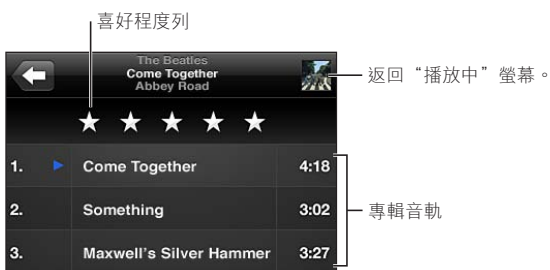 喜好程度列
The Beatles
Come Together
Abbey Road
返回“播放中”螢幕。
1. Come Together 4:18
2. Something 3:02
3. Maxwell's Silver Hammer 3:27
專輯音軌